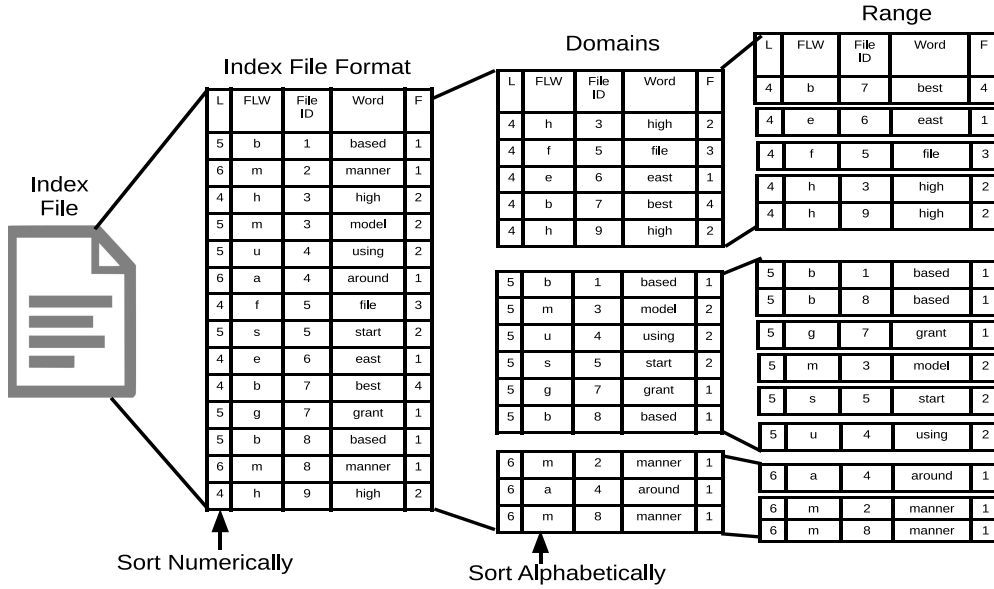 Index
File
Index File Format
L FLW File ID Word F
5 b 1 based 1
6 m 2 manner 1
4 h 3 high 2
5 m 3 model 2
5 u 4 using 2
6 a 4 around 1
4 f 5 file 3
5 s 5 start 2
4 e 6 east 1
4 b 7 best 4
5 g 7 grant 1
5 b 8 based 1
6 m 8 manner 1
4 h 9 high 2
Sort Numerically
Domains
L FLW File ID Word F
4 h 3 high 2
4 f 5 file 3
4 e 6 east 1
4 b 7 best 4
4 h 9 high 2
5 b 1 based 1
5 m 3 model 2
5 u 4 using 2
5 s 5 start 2
5 g 7 grant 1
5 b 8 based 1
6 m 2 manner 1
6 a 4 around 1
6 m 8 manner 1
Sort Alphabetically
Range
L FLW File ID Word F
4 b 7 best 4
4 e 6 east 1
4 f 5 file 3
4 h 3 high 2
4 h 9 high 2
5 b 1 based 1
5 b 8 based 1
5 g 7 grant 1
5 m 3 model 2
5 s 5 start 2
5 u 4 using 2
6 a 4 around 1
6 m 2 manner 1
6 m 8 manner 1